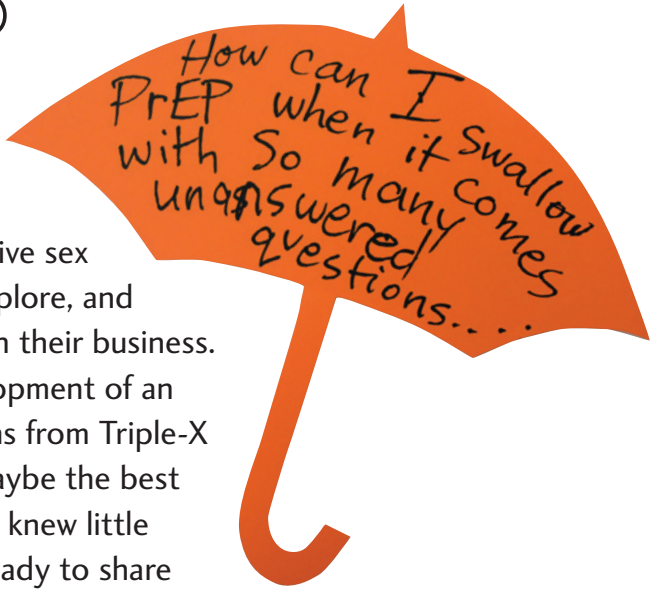 )
How can I swallow
PrEP when it comes
with so many
unanswered
questions....
ive sex
plore, and
n their business.
opment of an
ns from Triple-X
aybe the best
knew little
ady to share